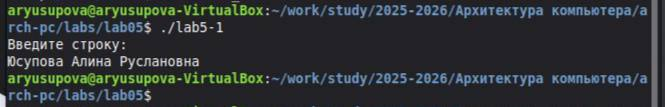 aryusupova@aryusupova-VirtualBox:~/work/study/2025-2026/Архитектура компьютера/a
rch-pc/labs/lab05$ ./lab5-1
Введите строку:
Юсупова Алина Руслановна
aryusupova@aryusupova-VirtualBox:~/work/study/2025-2026/Архитектура компьютера/a
rch-pc/labs/lab05$